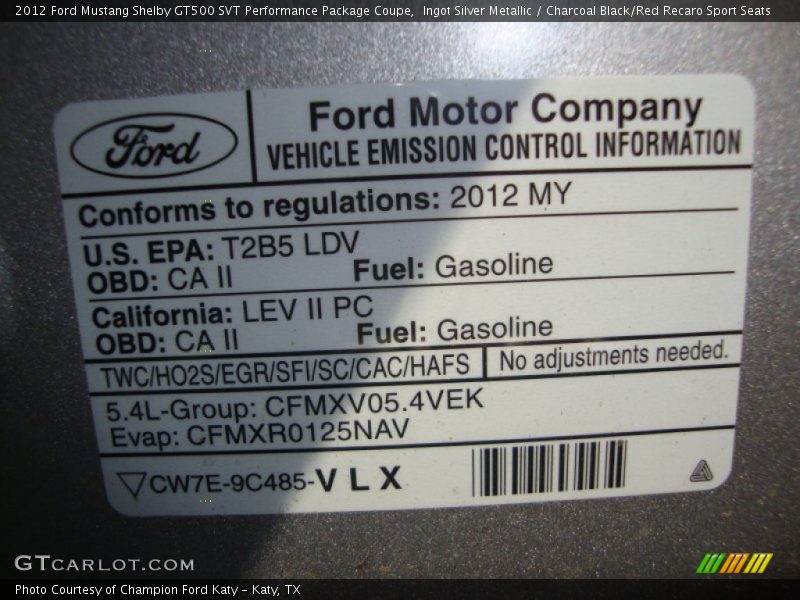 2012 Ford Mustang Shelby GT500 SVT Performance Package Coupe,  Ingot Silver Metallic / Charcoal Black/Red Recaro Sport Seats
Ford
Ford Motor Company
VEHICLE EMISSION CONTROL INFORMATION
Conforms to regulations: 2012 MY
U.S. EPA: T2B5 LDV
OBD: CA II Fuel: Gasoline
California: LEV II PC
OBD: CA II Fuel: Gasoline
TWC/HO2S/EGR/SFI/SC/CAC/HAFS No adjustments needed.
5.4L-Group: CFMXV05.4VEK
Evap: CFMXR0125NAV
CW7E-9C485-V L X
GTCARLOT.COM
Photo Courtesy of Champion Ford Katy - Katy, TX